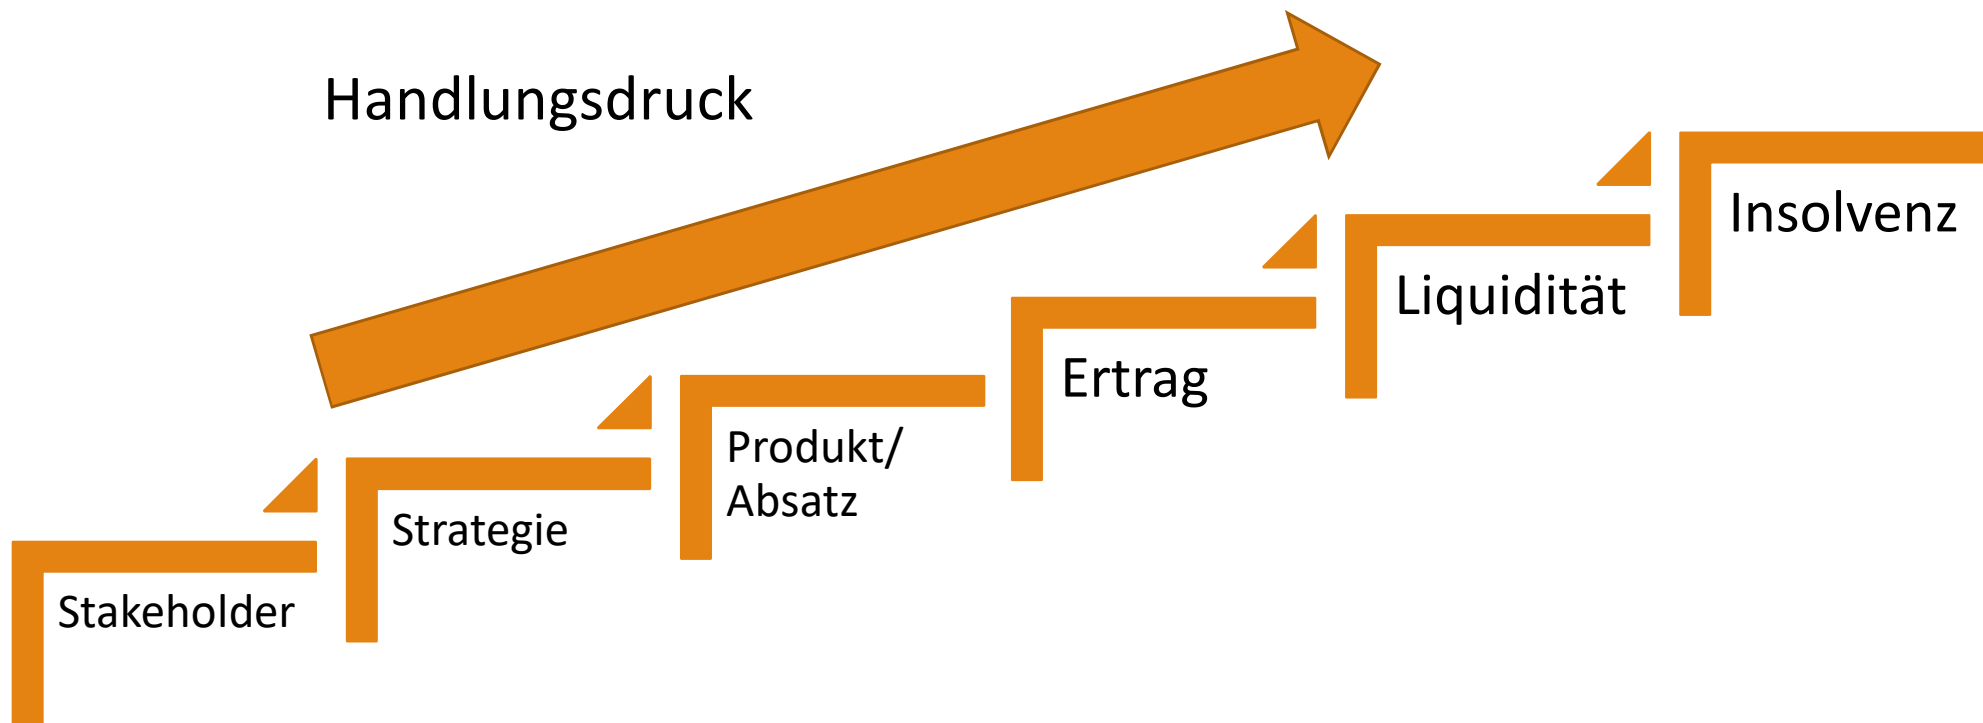 Handlungsdruck
Stakeholder
Strategie
Produkt/
Absatz
Ertrag
Liquidität
Insolvenz